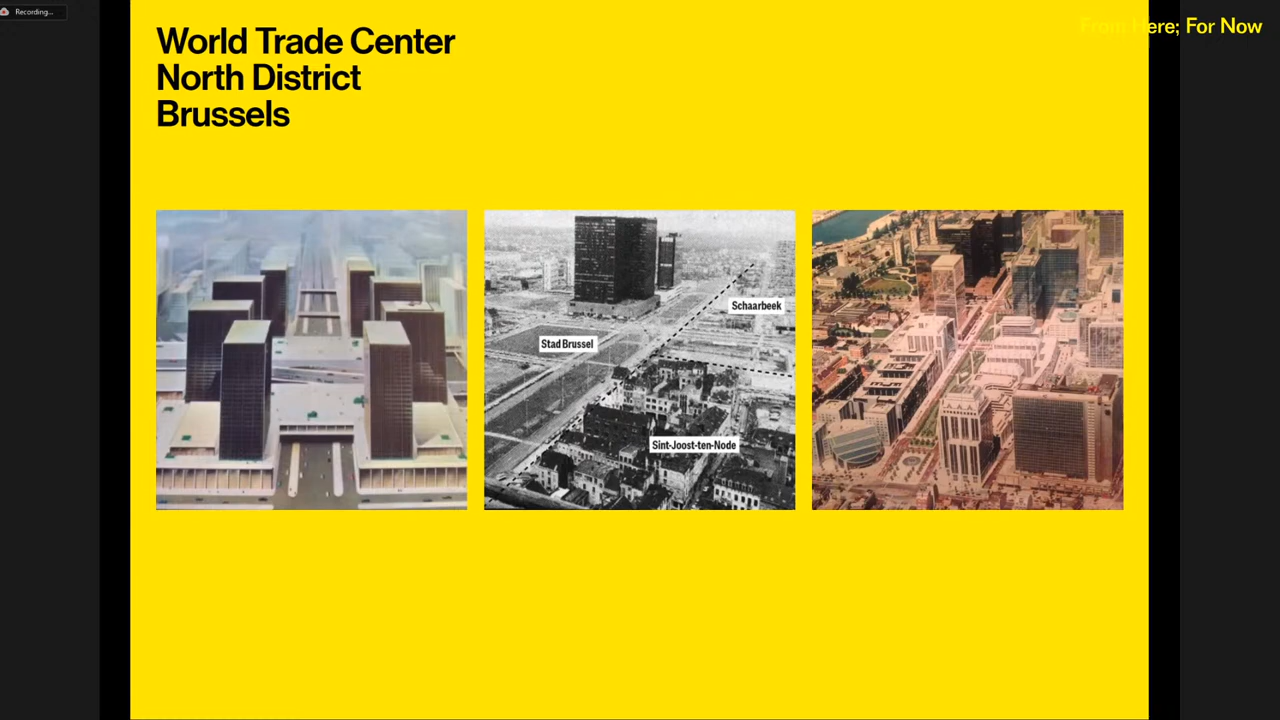 Recording...
From: Here; For Now
World Trade Center
North District
Brussels
Schaarbeek
Stad Brussel
Sint-Joost-ten-Node